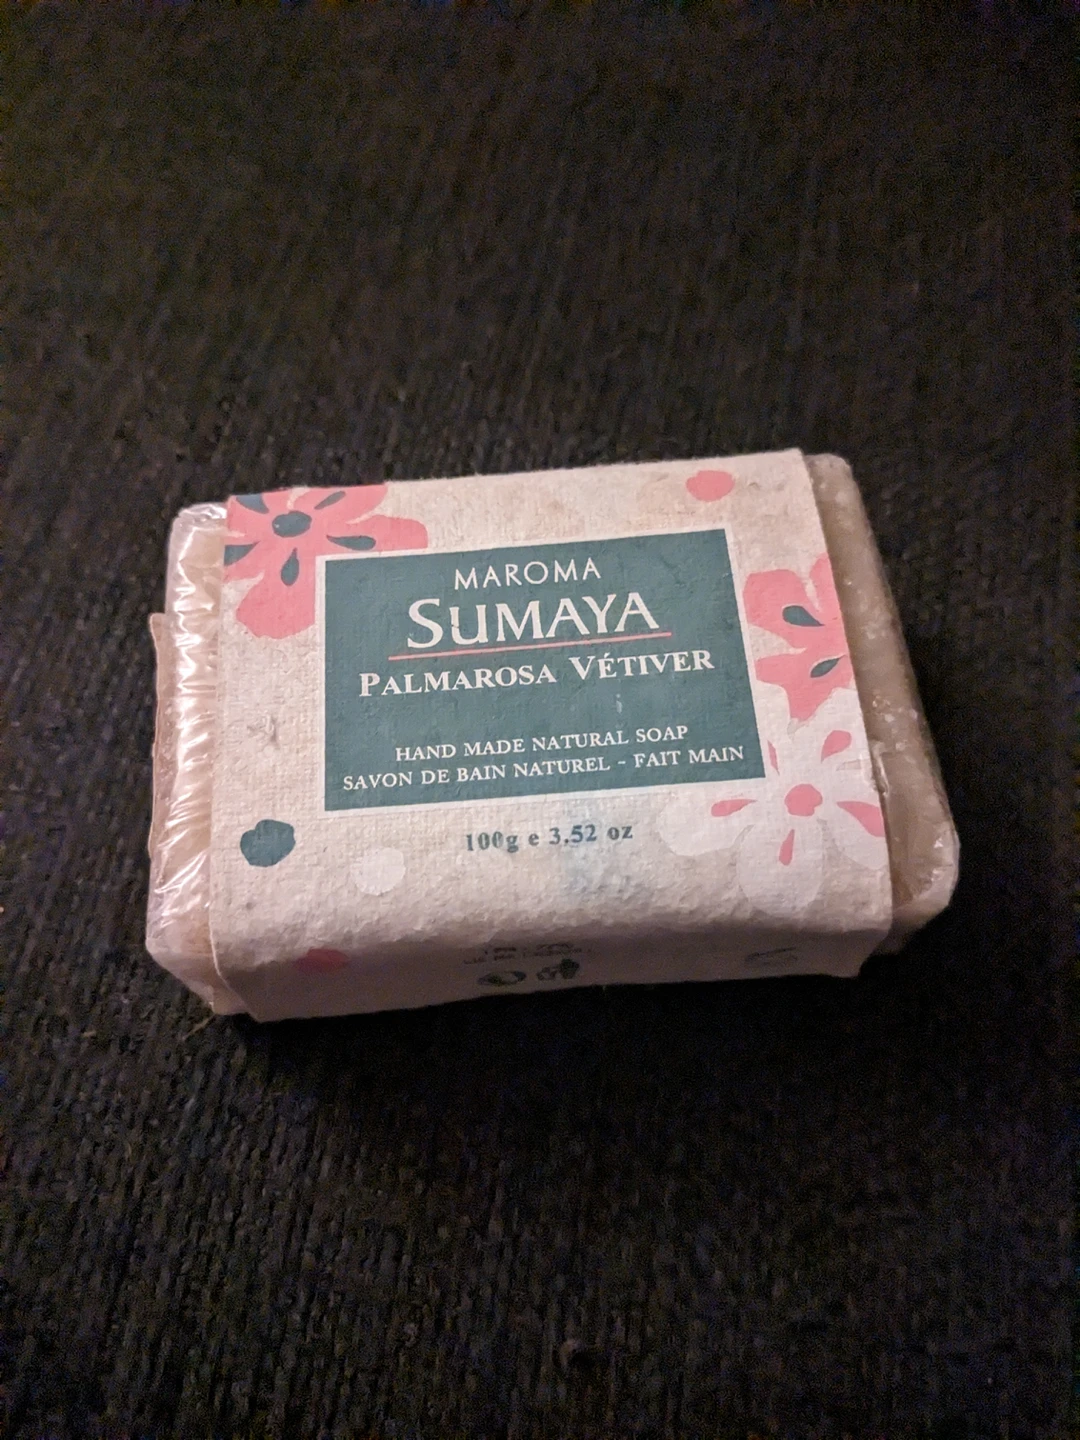 MAROMA
SUMAYA
PALMAROSA VÉTIVER
HAND MADE NATURAL SOAP
SAVON DE BAIN NATUREL - FAIT MAIN
100g e 3.52 oz